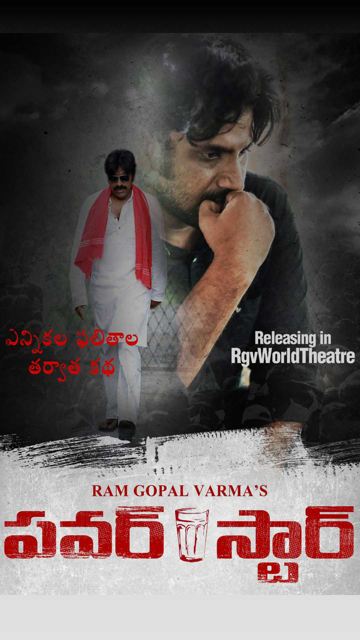 ఎన్నికల ఫలితాల
తర్వాత కథ
Releasing in
RgvWorldTheatre
RAM GOPAL VARMA'S
పవర్ స్టార్